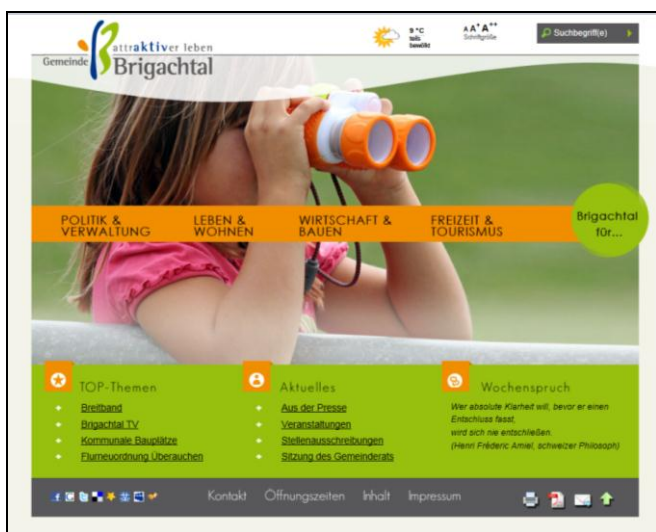 attraktiver leben
Gemeinde Brigachtal
9 °C
teils
bewölkt
A A+ A++
Schriftgröße
Suchbegriff(e)
POLITIK &
VERWALTUNG
LEBEN &
WOHNEN
WIRTSCHAFT &
BAUEN
FREIZEIT &
TOURISMUS
Brigachtal
für...
TOP-Themen
Breitband
Brigachtal TV
Kommunale Bauplätze
Flurneuordnung Überauchen
Aktuelles
Aus der Presse
Veranstaltungen
Stellenausschreibungen
Sitzung des Gemeinderats
Wochenspruch
Wer absolute Klarheit will, bevor er einen
Entschluss fasst,
wird sich nie entschließen.
(Henri Fréderic Amiel, schweizer Philosoph)
Kontakt Öffnungszeiten Inhalt Impressum